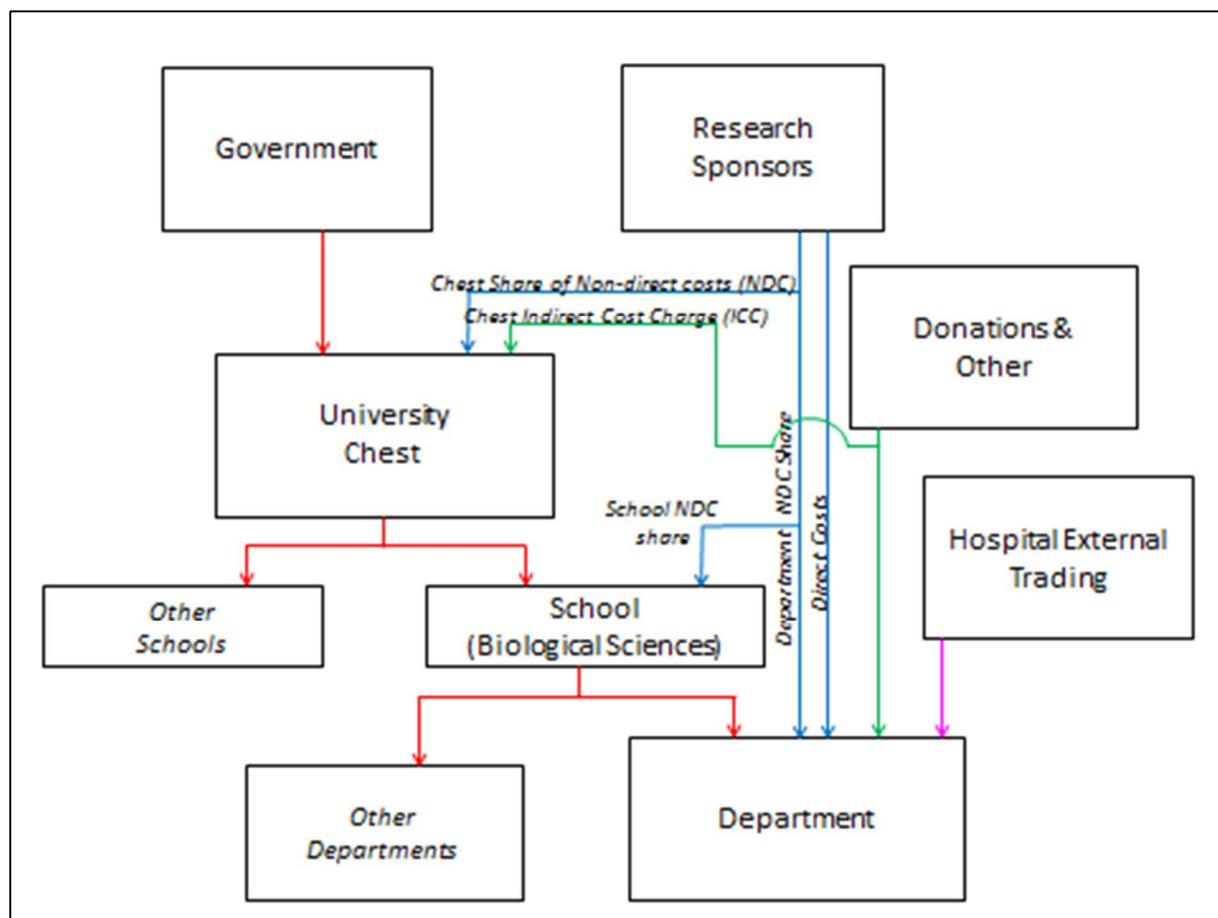 Government
Research
Sponsors
Chest Share of Non-direct costs (NDC)
Chest Indirect Cost Charge (ICC)
Donations &
Other
University
Chest
Department NDC Share
Direct Costs
School NDC
share
Hospital External
Trading
Other
Schools
School
(Biological Sciences)
Other
Departments
Department